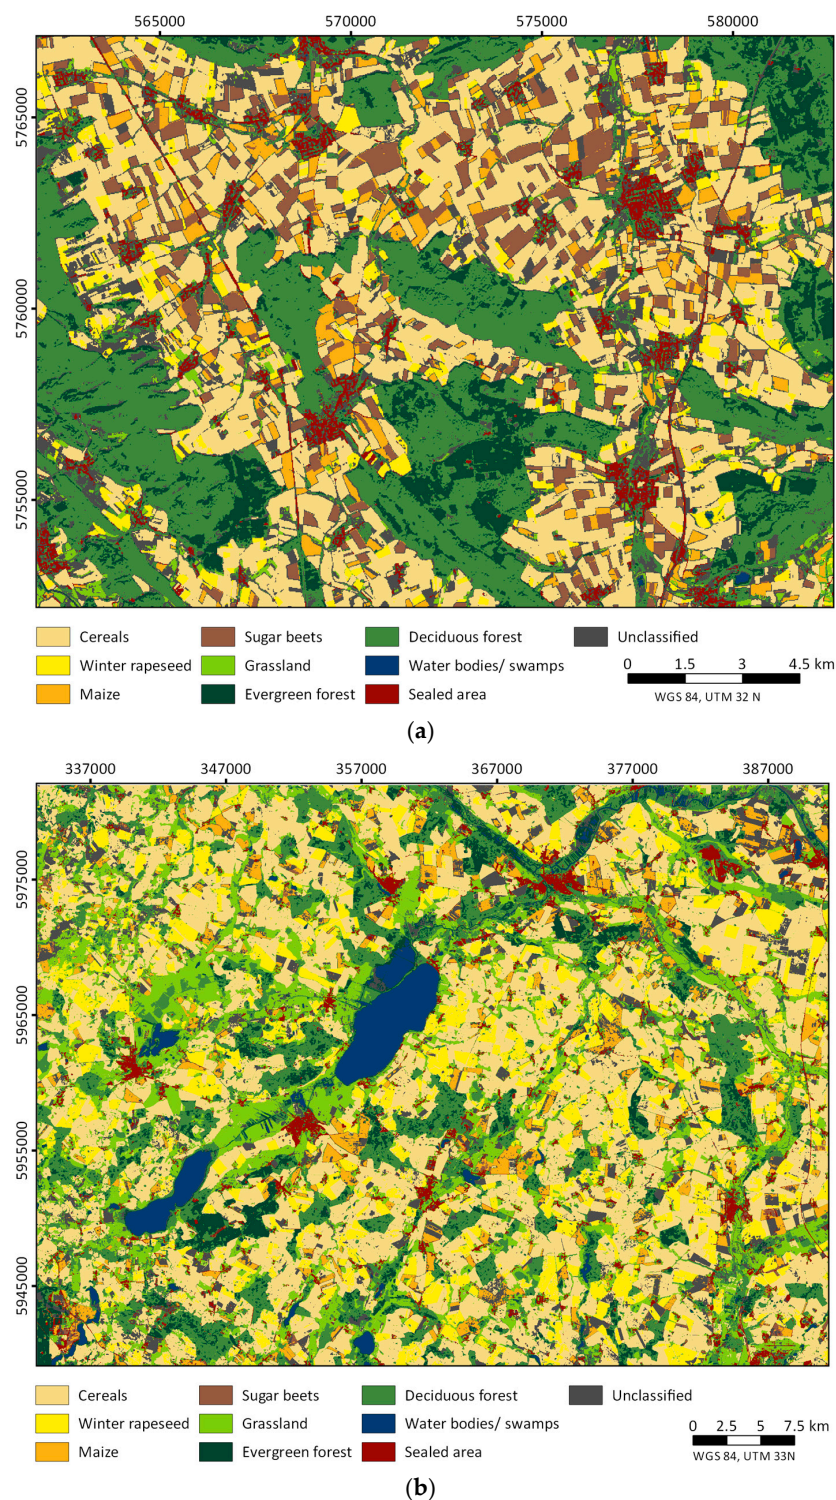 565000 570000 575000 580000
5765000
5760000
5755000
Cereals Sugar beets Deciduous forest Unclassified
Winter rapeseed Grassland Water bodies/ swamps
Maize Evergreen forest Sealed area
0 1.5 3 4.5 km
WGS 84, UTM 32 N
(a)
337000 347000 357000 367000 377000 387000
5975000
5965000
5955000
5945000
Cereals Sugar beets Deciduous forest Unclassified
Winter rapeseed Grassland Water bodies/ swamps
Maize Evergreen forest Sealed area
0 2.5 5 7.5 km
WGS 84, UTM 33N
(b)